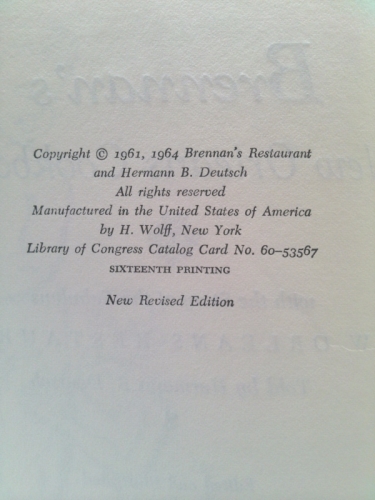 Copyright © 1961, 1964 Brennan's Restaurant
and Hermann B. Deutsch
All rights reserved
Manufactured in the United States of America
by H. Wolff, New York
Library of Congress Catalog Card No. 60–53567
SIXTEENTH PRINTING
New Revised Edition